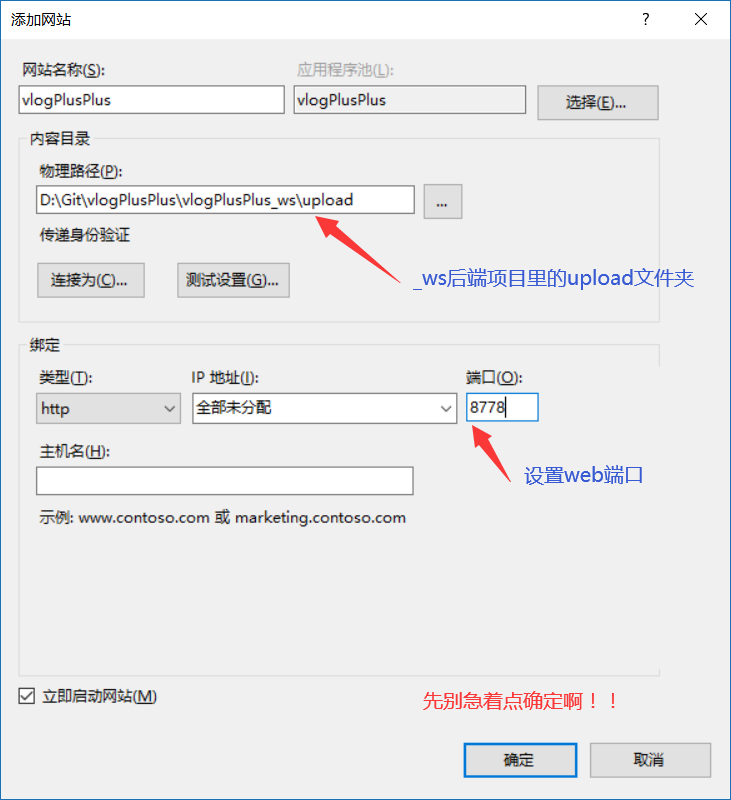 添加网站
?
网站名称(S):
应用程序池(L):
vlogPlusPlus
vlogPlusPlus
选择(E)...
内容目录
物理路径(P):
D:\Git\vlogPlusPlus\vlogPlusPlus_ws\upload
...
传递身份验证
连接为(C)...
测试设置(G)...
_ws后端项目里的upload文件夹
绑定
类型(T):
IP 地址(I):
端口(O):
http
全部未分配
8778
主机名(H):
设置web端口
示例: www.contoso.com 或 marketing.contoso.com
立即启动网站(M)
先别急着点确定啊！！
确定
取消